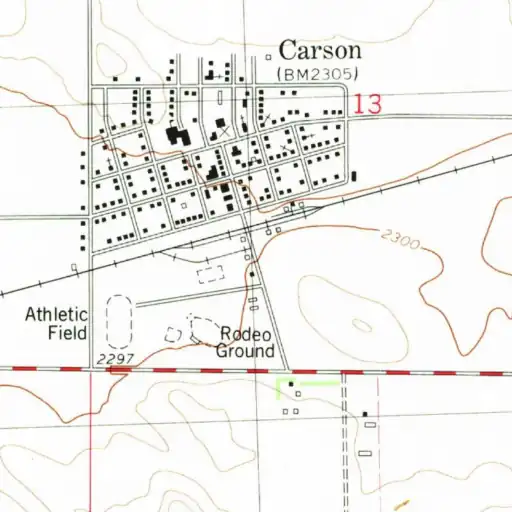 Carson
(BM2305)
13
2300
Athletic
Field
Rodeo
Ground
2297